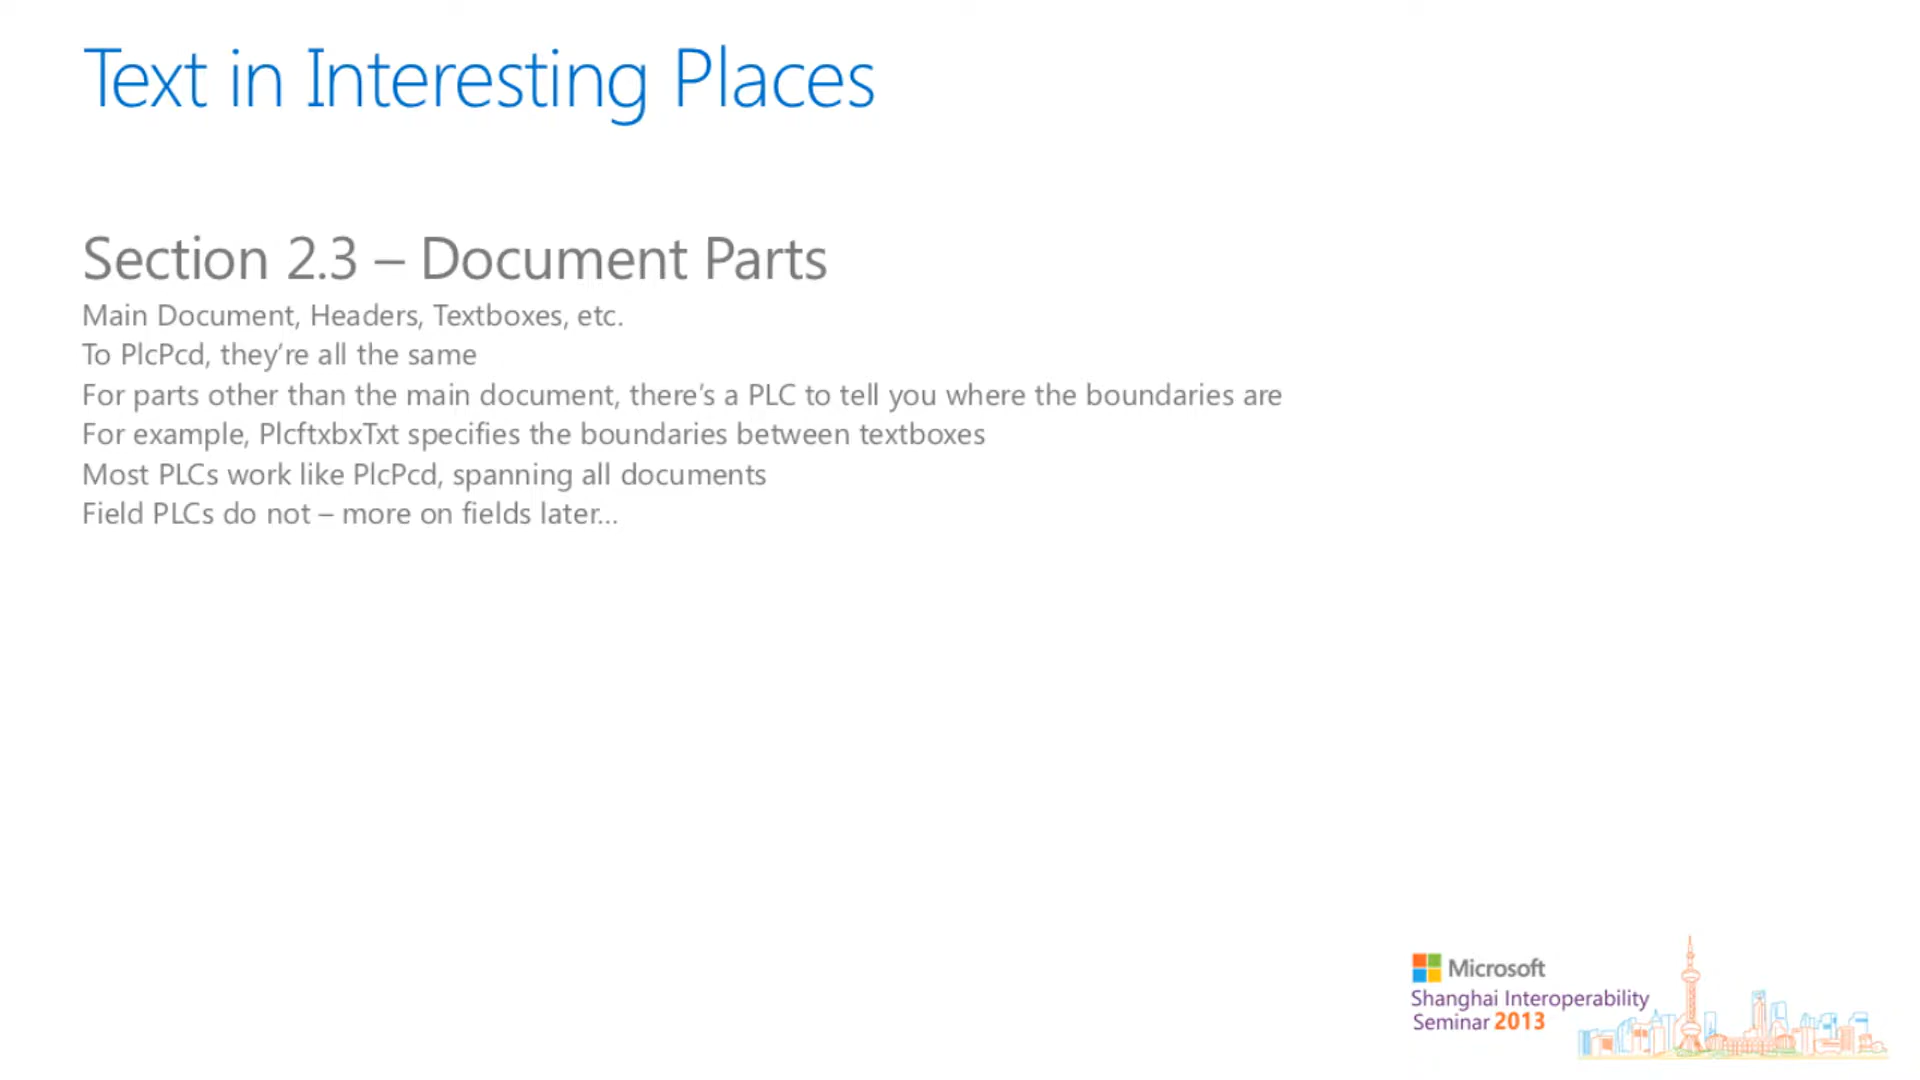 Text in Interesting Places
Section 2.3 – Document Parts
Main Document, Headers, Textboxes, etc.
To PlcPcd, they’re all the same
For parts other than the main document, there’s a PLC to tell you where the boundaries are
For example, PlcftxbxTxt specifies the boundaries between textboxes
Most PLCs work like PlcPcd, spanning all documents
Field PLCs do not – more on fields later…
Microsoft
Shanghai Interoperability
Seminar 2013